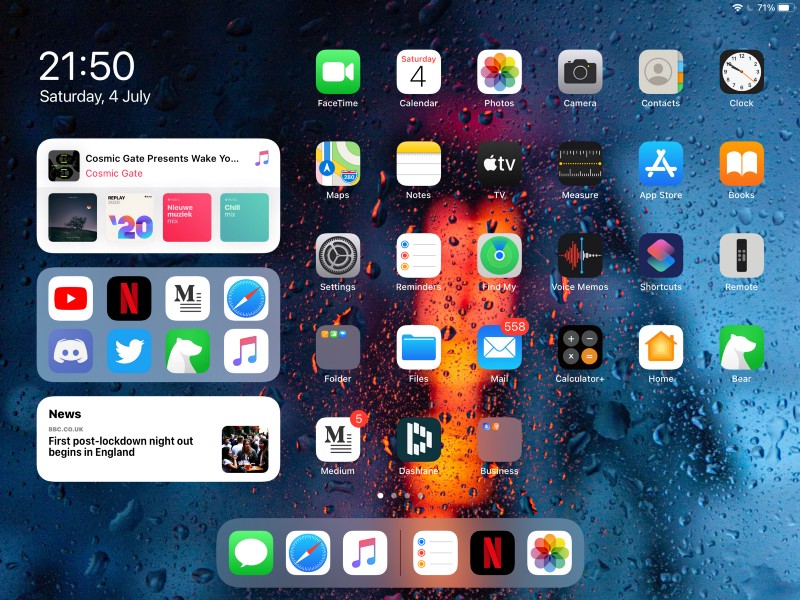 71%
21:50
Saturday, 4 July
Cosmic Gate Presents Wake Yo...
Cosmic Gate
REPLAY
'20
Nieuwe
muziek
mix
Chill
mix
M
News
BBC.CO.UK
First post-lockdown night out
begins in England
Saturday
4
FaceTime
Calendar
Photos
Camera
Contacts
Clock
280
tv
Maps
Notes
TV
Measure
App Store
Books
Settings
Reminders
Find My
Voice Memos
Shortcuts
Remote
558
Folder
Files
Mail
Calculator+
Home
Bear
5
M
Medium
Dashlane
Business